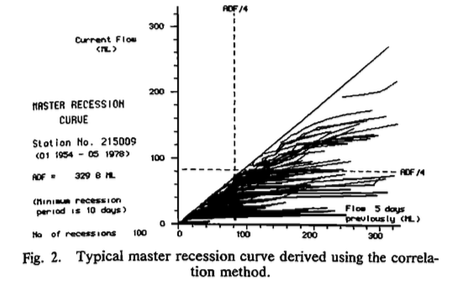 ADF/4
300
Current Flow
(ML)
200
MASTER RECESSION
CURVE
Station No. 215009
(01 1954 - 05 1978)
100
ADF = 329 8 ML
ADF/4
(Minimum recession
period is 10 days)
Flow 5 days
previously (ML)
No of recessions 100
0
0
100
200
300
Fig. 2. Typical master recession curve derived using the correla-
tion method.